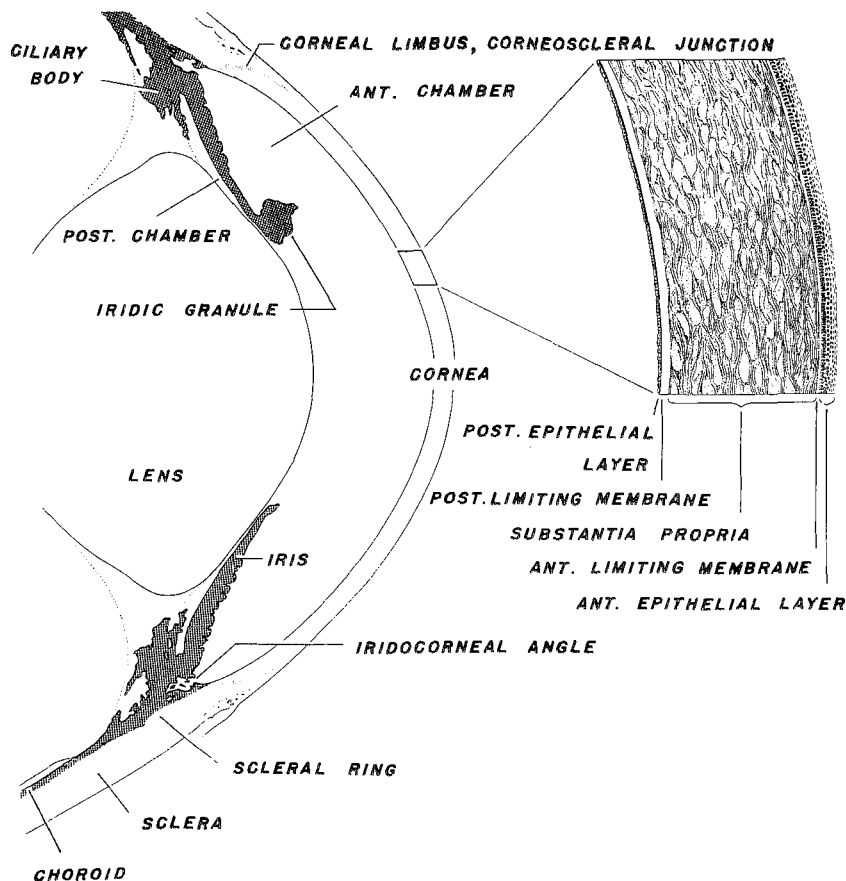 CILIARY
BODY
CORNEAL LIMBUS, CORNEOSCLERAL JUNCTION
ANT. CHAMBER
POST. CHAMBER
IRIDIC GRANULE
CORNEA
LENS
IRIS
IRIDOCORNEAL ANGLE
SCLERAL RING
SCLERA
CHOROID
POST. EPITHELIAL
LAYER
POST. LIMITING MEMBRANE
SUBSTANTIA PROPRIA
ANT. LIMITING MEMBRANE
ANT. EPITHELIAL LAYER